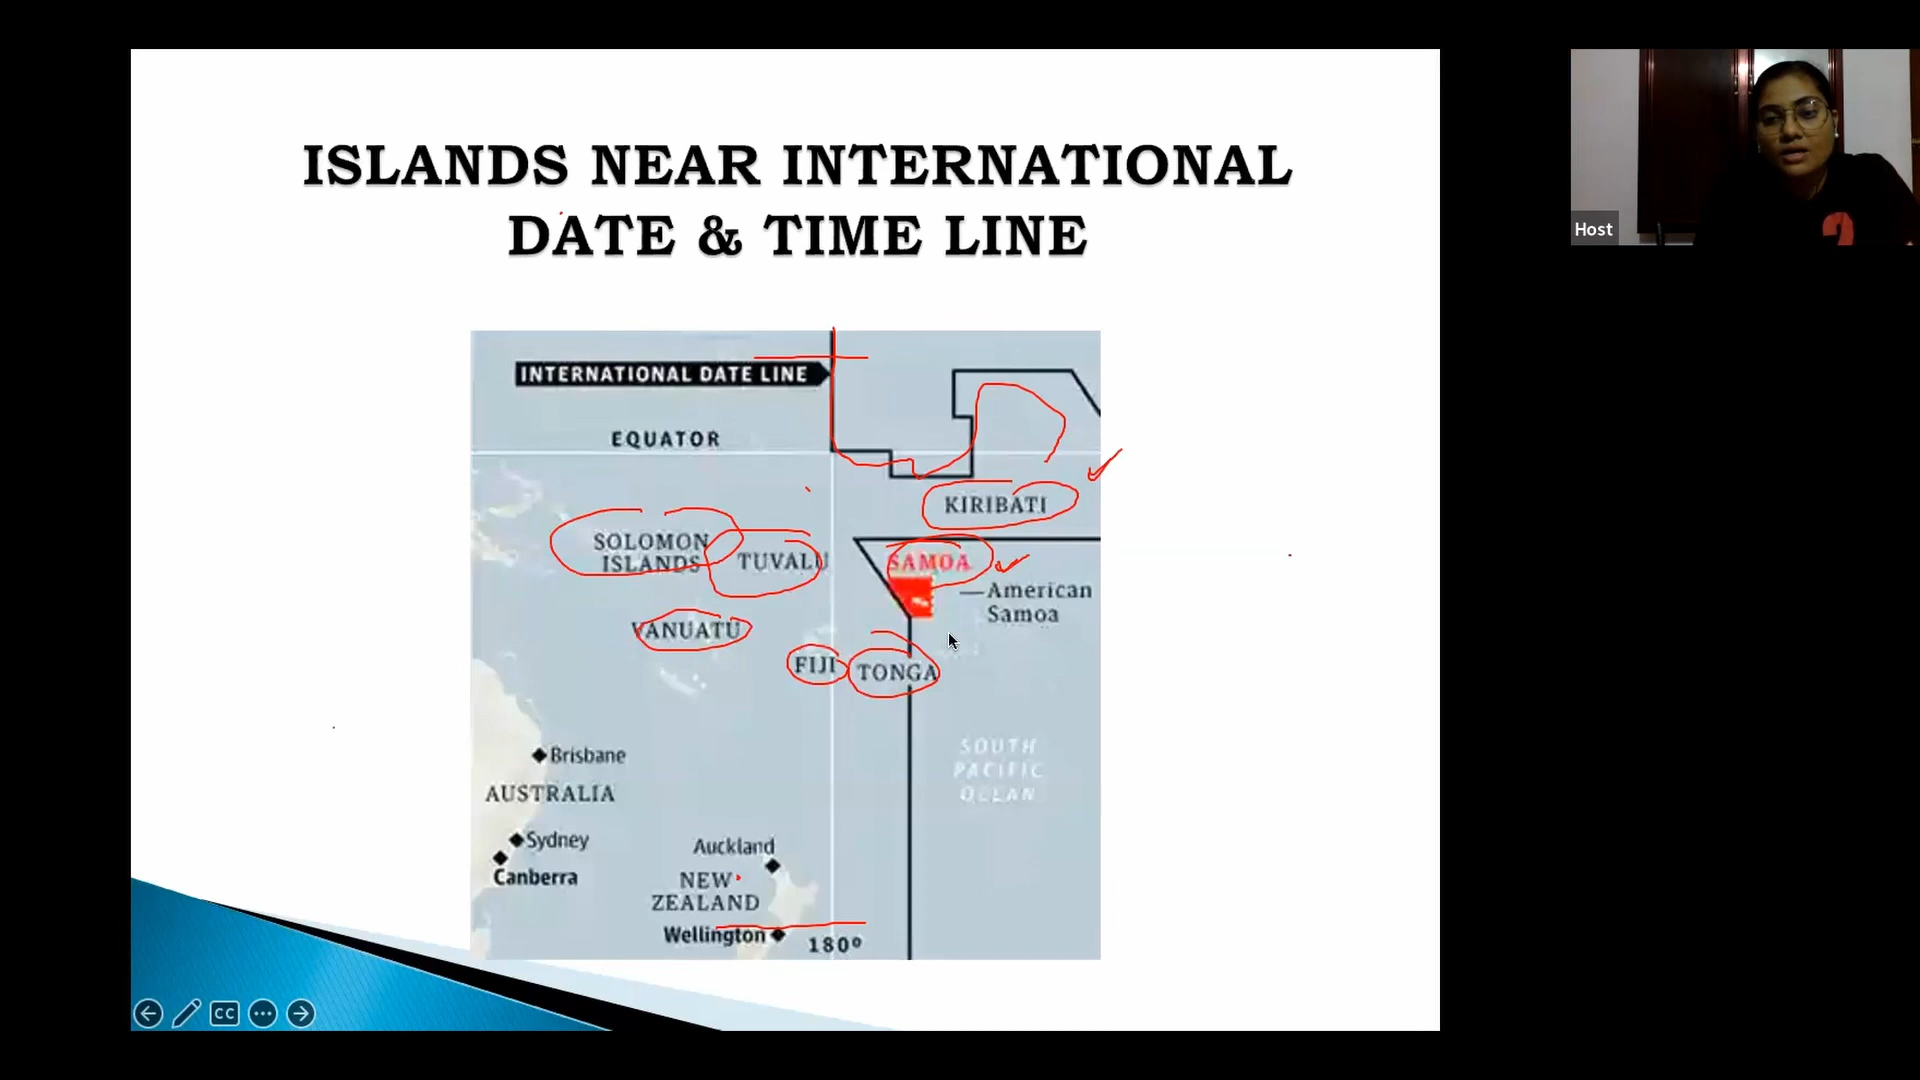 ISLANDS NEAR INTERNATIONAL
DATE & TIME LINE
INTERNATIONAL DATE LINE
EQUATOR
KIRIBATI
SOLOMON
ISLANDS
TUVALU
SAMOA
American
Samoa
VANUATU
FIJI
TONGA
SOUTH
PACIFIC
OCEAN
Brisbane
AUSTRALIA
Sydney
Canberra
Auckland
NEW
ZEALAND
Wellington
180°
Host
CC